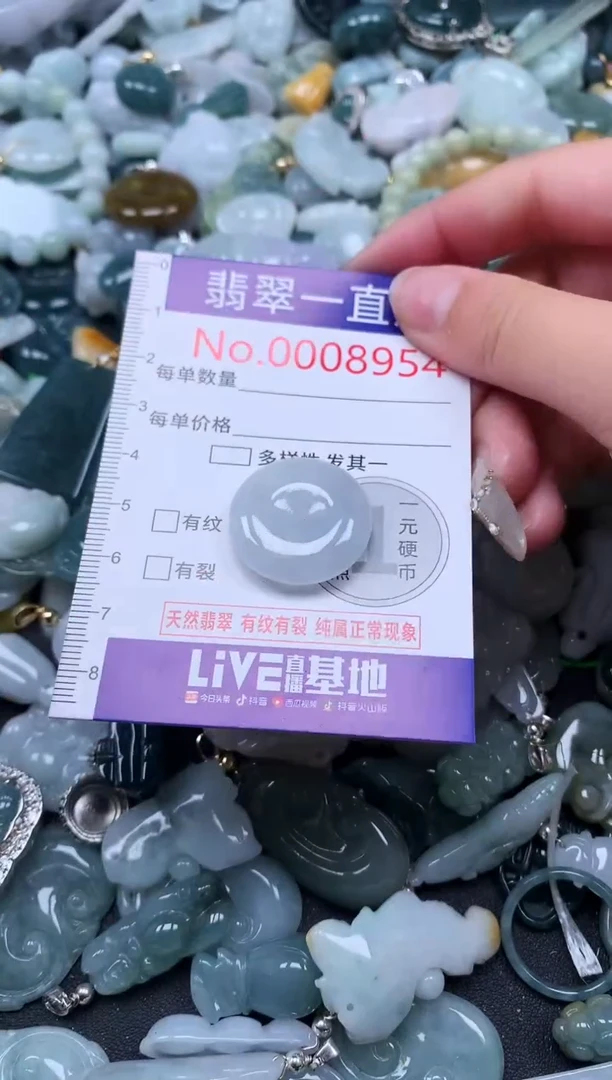 0
翡翠一直
1
No.0008954
2
每单数量
3
每单价格
4
多样性 发其一
5
有纹
一元硬币
1
6
有裂
7
天然翡翠 有纹有裂 纯属正常现象
8
LiVE直播基地
今日头条 抖音 西瓜视频 抖音火山版